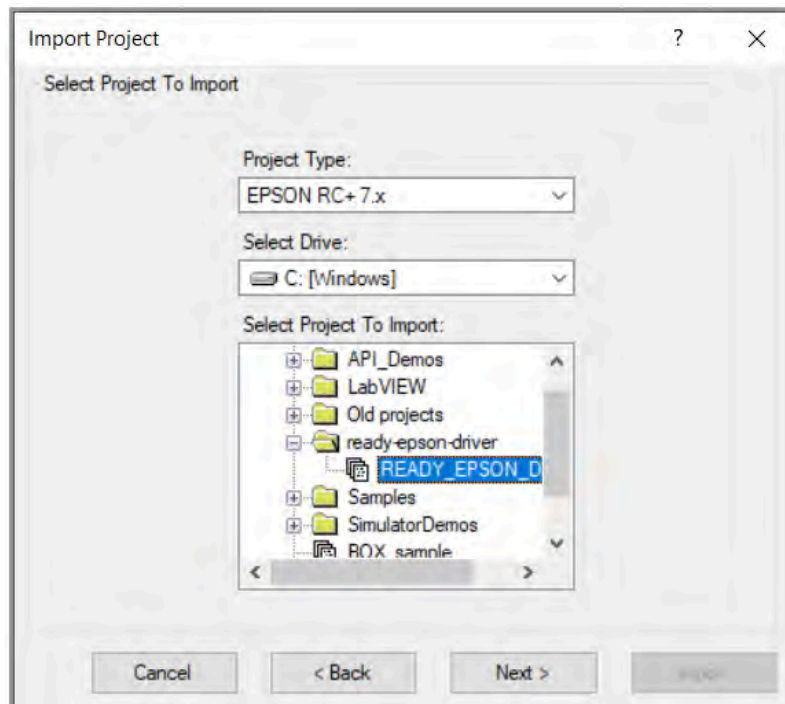 Import Project
?
Select Project To Import
Project Type:
EPSON RC+ 7.x
Select Drive:
C: [Windows]
Select Project To Import:
API_Demos
LabVIEW
Old projects
ready-epson-driver
READY_EPSON_D
Samples
SimulatorDemos
BOX_sample
Cancel
< Back
Next >